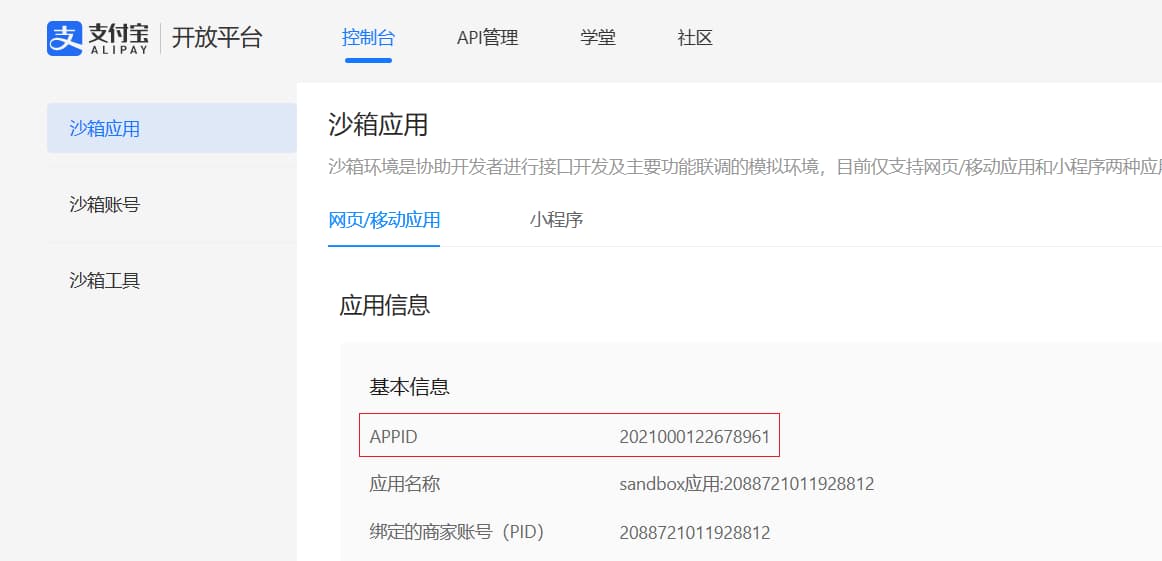 支付宝 开放平台 控制台 API管理 学堂 社区
ALIPAY
沙箱应用
沙箱账号
沙箱工具
沙箱应用
沙箱环境是协助开发者进行接口开发及主要功能联调的模拟环境，目前仅支持网页/移动应用和小程序两种应
网页/移动应用 小程序
应用信息
基本信息
APPID 2021000122678961
应用名称 sandbox应用:2088721011928812
绑定的商家账号（PID） 2088721011928812